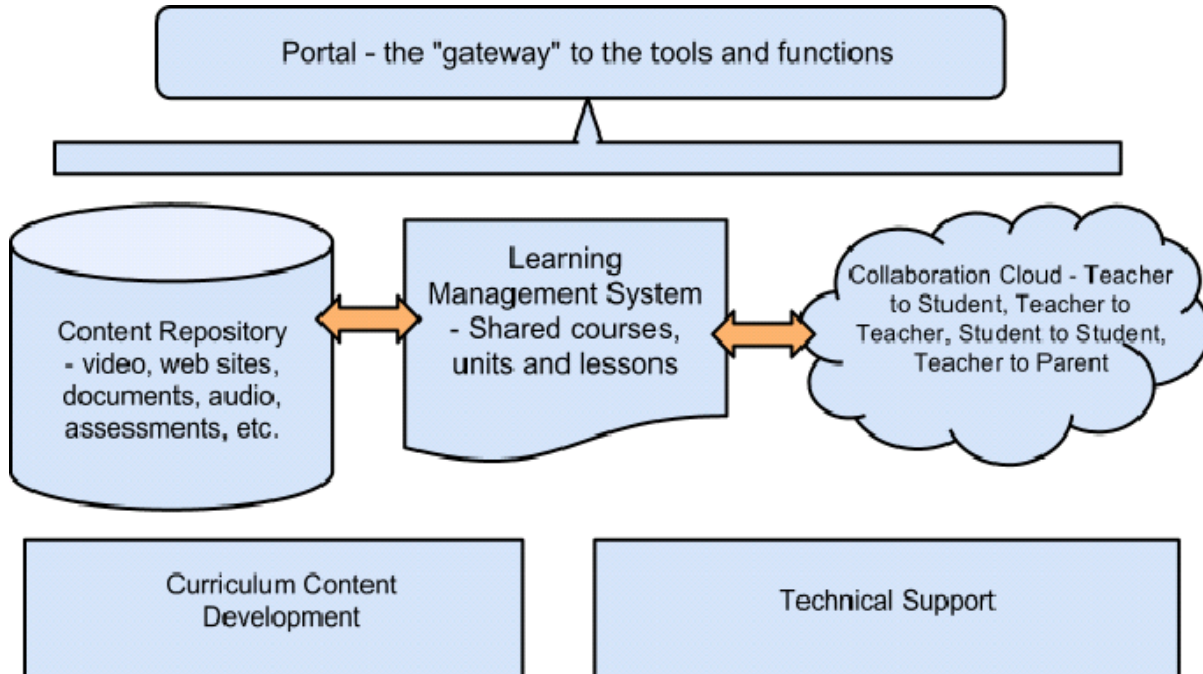 Portal - the "gateway" to the tools and functions
Content Repository
- video, web sites,
documents, audio,
assessments, etc.
Learning
Management System
- Shared courses,
units and lessons
Collaboration Cloud - Teacher
to Student, Teacher to
Teacher, Student to Student,
Teacher to Parent
Curriculum Content
Development
Technical Support